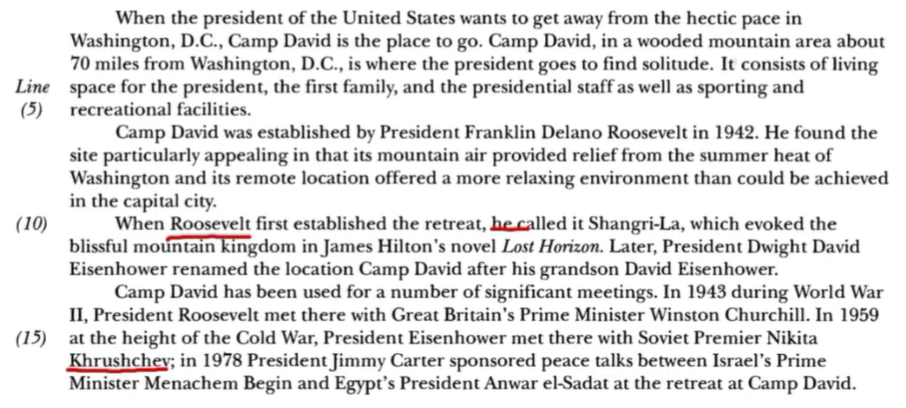 When the president of the United States wants to get away from the hectic pace in
Washington, D.C., Camp David is the place to go. Camp David, in a wooded mountain area about
70 miles from Washington, D.C., is where the president goes to find solitude. It consists of living
Line space for the president, the first family, and the presidential staff as well as sporting and
(5) recreational facilities.
Camp David was established by President Franklin Delano Roosevelt in 1942. He found the
site particularly appealing in that its mountain air provided relief from the summer heat of
Washington and its remote location offered a more relaxing environment than could be achieved
in the capital city.
(10) When Roosevelt first established the retreat, he called it Shangri-La, which evoked the
blissful mountain kingdom in James Hilton's novel Lost Horizon. Later, President Dwight David
Eisenhower renamed the location Camp David after his grandson David Eisenhower.
Camp David has been used for a number of significant meetings. In 1943 during World War
II, President Roosevelt met there with Great Britain's Prime Minister Winston Churchill. In 1959
(15) at the height of the Cold War, President Eisenhower met there with Soviet Premier Nikita
Khrushchev; in 1978 President Jimmy Carter sponsored peace talks between Israel's Prime
Minister Menachem Begin and Egypt's President Anwar el-Sadat at the retreat at Camp David.